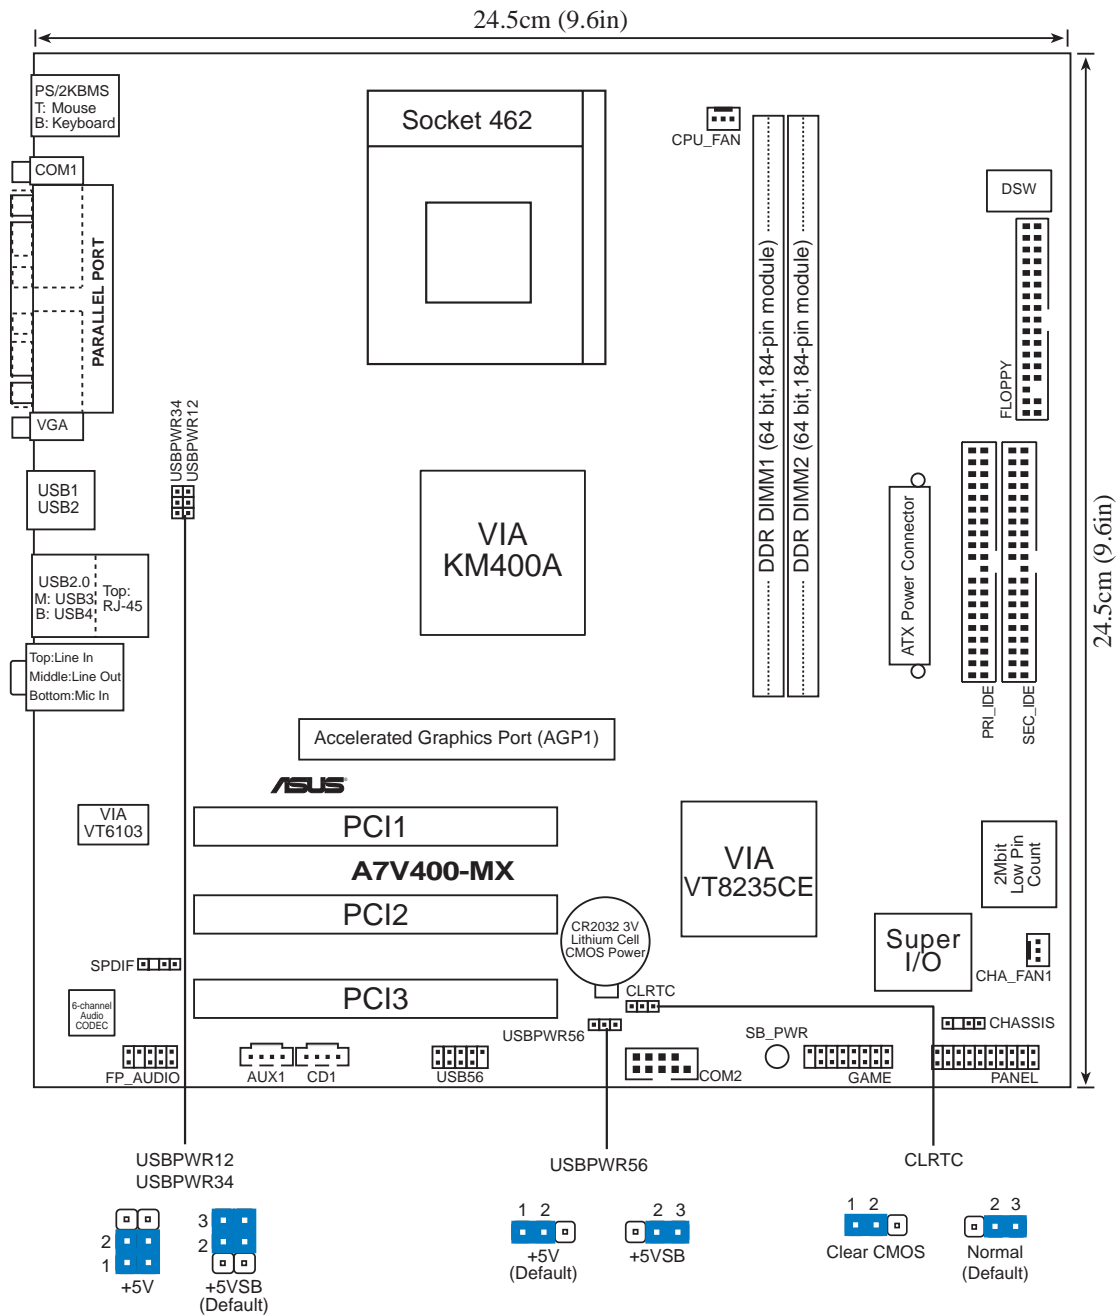 24.5cm (9.6in)
PS/2KBMS
T: Mouse
B: Keyboard
Socket 462
CPU_FAN
COM1
DSW
PARALLEL PORT
DDR DIMM1 (64 bit,184-pin module)
DDR DIMM2 (64 bit,184-pin module)
FLOPPY
VGA
USBPWR34
USBPWR12
USB1
USB2
VIA
KM400A
ATX Power Connector
24.5cm (9.6in)
USB2.0
M: USB3
B: USB4
Top:
RJ-45
Top:Line In
Middle:Line Out
Bottom:Mic In
PRI_IDE
SEC_IDE
Accelerated Graphics Port (AGP1)
ASUS
VIA
VT6103
PCI1
A7V400-MX
VIA
VT8235CE
2Mbit
Low Pin
Count
PCI2
CR2032 3V
Lithium Cell
CMOS Power
Super
I/O
SPDIF
CHA_FAN1
PCI3
CLRTC
6-channel
Audio
CODEC
USBPWR56
SB_PWR
CHASSIS
FP_AUDIO
AUX1
CD1
USB56
COM2
GAME
PANEL
USBPWR12
USBPWR34
USBPWR56
CLRTC
2
1
+5V
3
2
+5VSB
(Default)
1 2
+5V
(Default)
2 3
+5VSB
1 2
Clear CMOS
2 3
Normal
(Default)